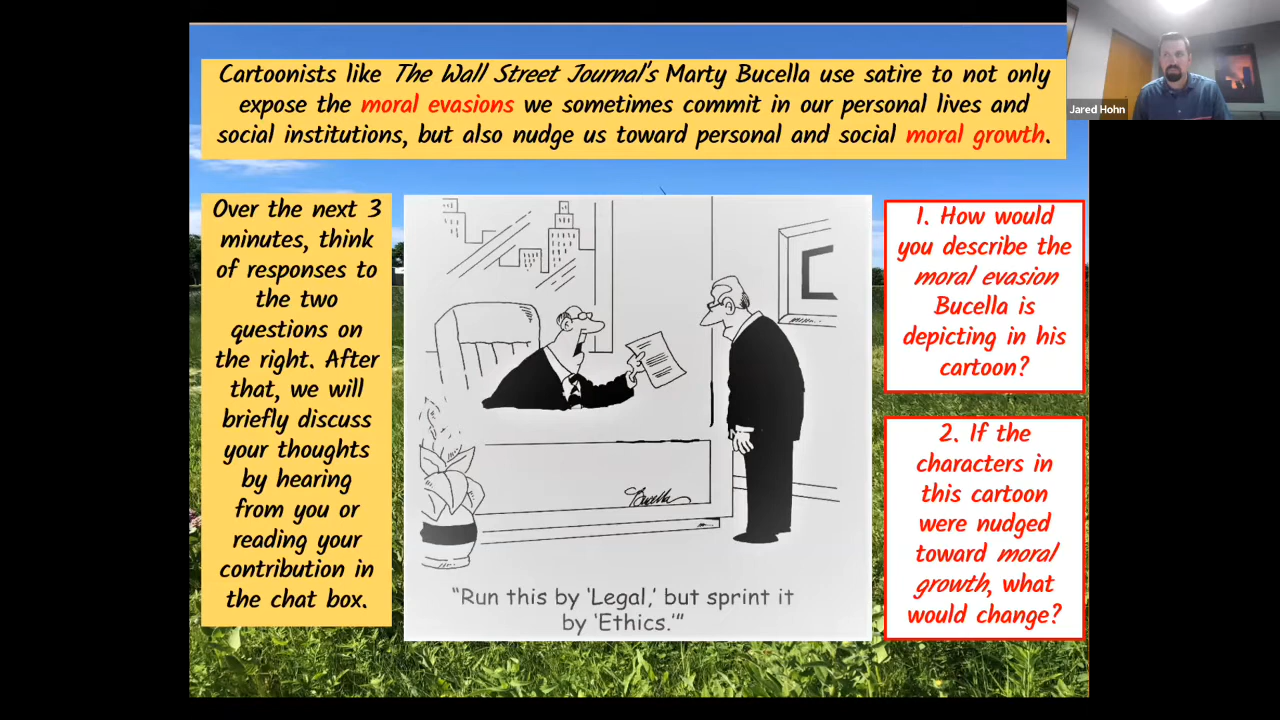 Cartoonists like The Wall Street Journal's Marty Bucella use satire to not only
expose the moral evasions we sometimes commit in our personal lives and
social institutions, but also nudge us toward personal and social moral growth.
Jared Hohn
Over the next 3
minutes, think
of responses to
the two
questions on
the right. After
that, we will
briefly discuss
your thoughts
by hearing
from you or
reading your
contribution in
the chat box.
Bucella
"Run this by 'Legal,' but sprint it
by 'Ethics.'"
1. How would
you describe the
moral evasion
Bucella is
depicting in his
cartoon?
2. If the
characters in
this cartoon
were nudged
toward moral
growth, what
would change?